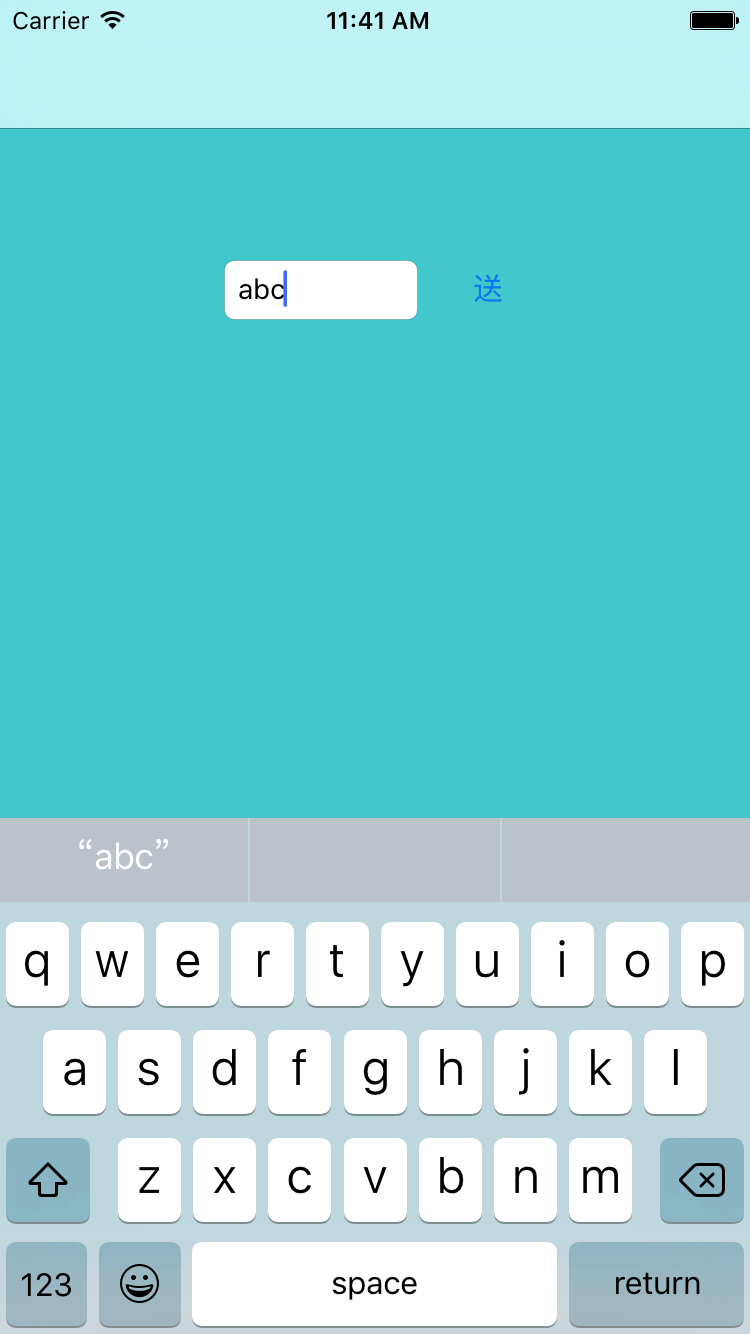 Carrier 11:41 AM
abc 送
“abc”
q w e r t y u i o p
a s d f g h j k l
z x c v b n m
123 space return